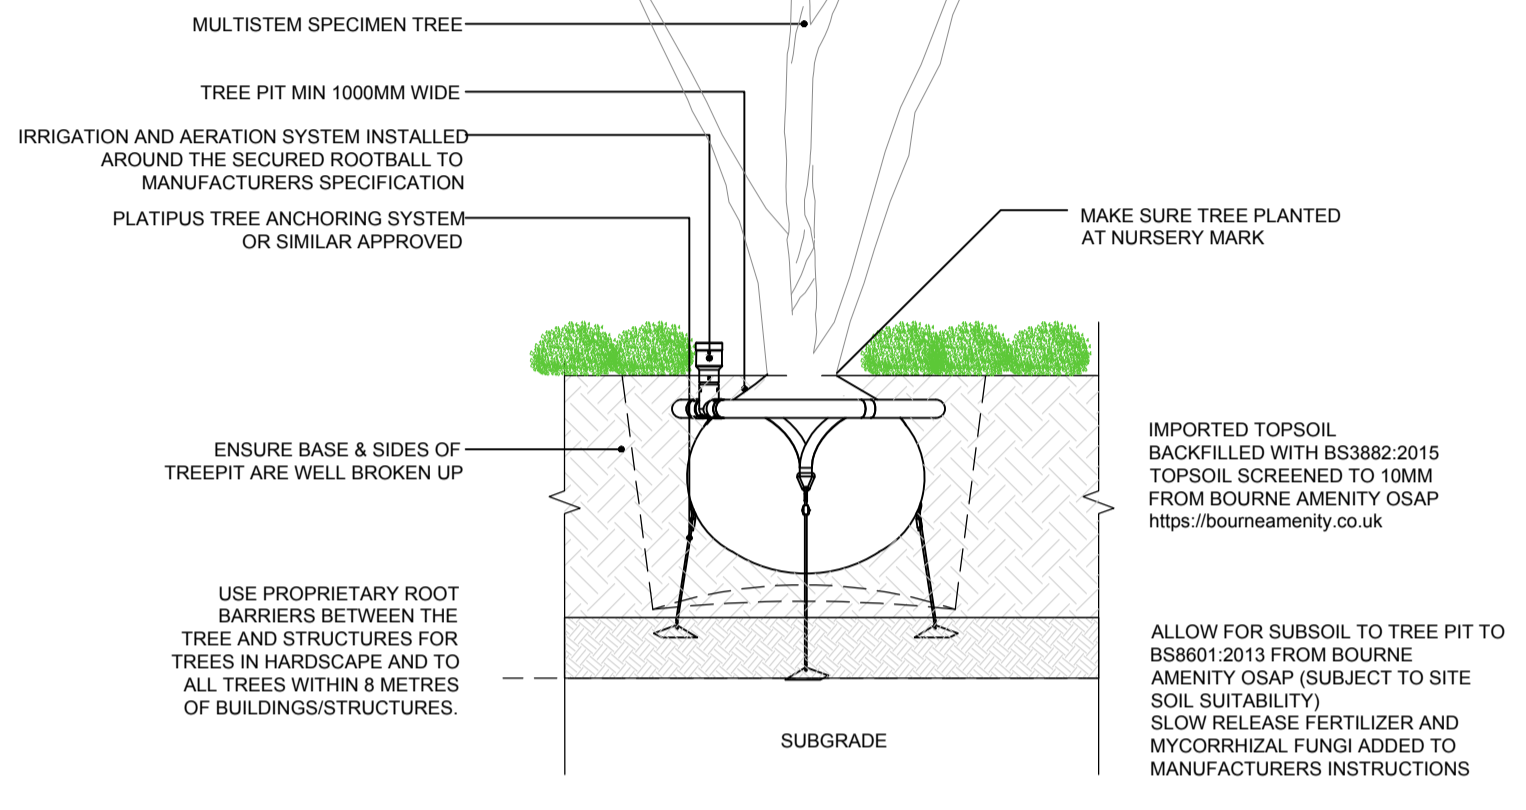 MULTISTEM SPECIMEN TREE
TREE PIT MIN 1000MM WIDE
IRRIGATION AND AERATION SYSTEM INSTALLED
AROUND THE SECURED ROOTBALL TO
MANUFACTURERS SPECIFICATION
PLATIPUS TREE ANCHORING SYSTEM
OR SIMILAR APPROVED
MAKE SURE TREE PLANTED
AT NURSERY MARK
ENSURE BASE & SIDES OF
TREEPIT ARE WELL BROKEN UP
IMPORTED TOPSOIL
BACKFILLED WITH BS3882:2015
TOPSOIL SCREENED TO 10MM
FROM BOURNE AMENITY OSAP
https://bourneamenity.co.uk
USE PROPRIETARY ROOT
BARRIERS BETWEEN THE
TREE AND STRUCTURES FOR
TREES IN HARDSCAPE AND TO
ALL TREES WITHIN 8 METRES
OF BUILDINGS/STRUCTURES.
ALLOW FOR SUBSOIL TO TREE PIT TO
BS8601:2013 FROM BOURNE
AMENITY OSAP (SUBJECT TO SITE
SOIL SUITABILITY)
SLOW RELEASE FERTILIZER AND
MYCORRHIZAL FUNGI ADDED TO
MANUFACTURERS INSTRUCTIONS
SUBGRADE